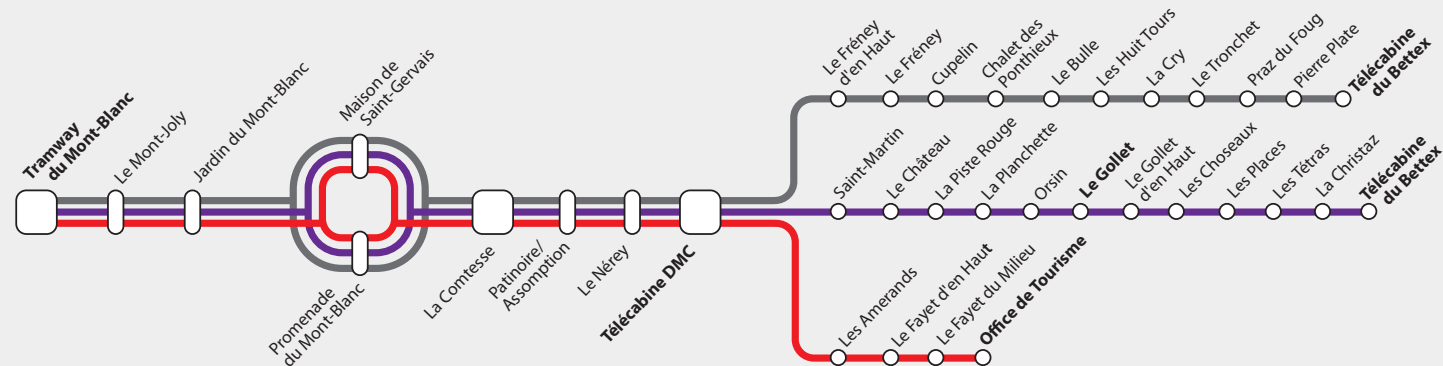 Tramway
du Mont-Blanc
Le Mont-Joly
Jardin du Mont-Blanc
Maison de
Saint-Gervais
Promenade
du Mont-Blanc
La Comtesse
Patinoire/
Assomption
Le Nérey
Télécabine DMC
Le Fréney
d'en Haut
Le Fréney
Cupelin
Chalet des
Ponthieux
Le Bulle
Les Huit Tours
La Cry
Le Tronchet
Praz du Foug
Pierre Plate
Télécabine
du Bettex
Saint-Martin
Le Château
La Piste Rouge
La Planchette
Orsin
Le Gollet
Le Gollet
d'en Haut
Les Choseaux
Les Places
Les Tétras
La Christaz
Télécabine
du Bettex
Les Amerands
Le Fayet d'en Haut
Le Fayet du Milieu
Office de Tourisme